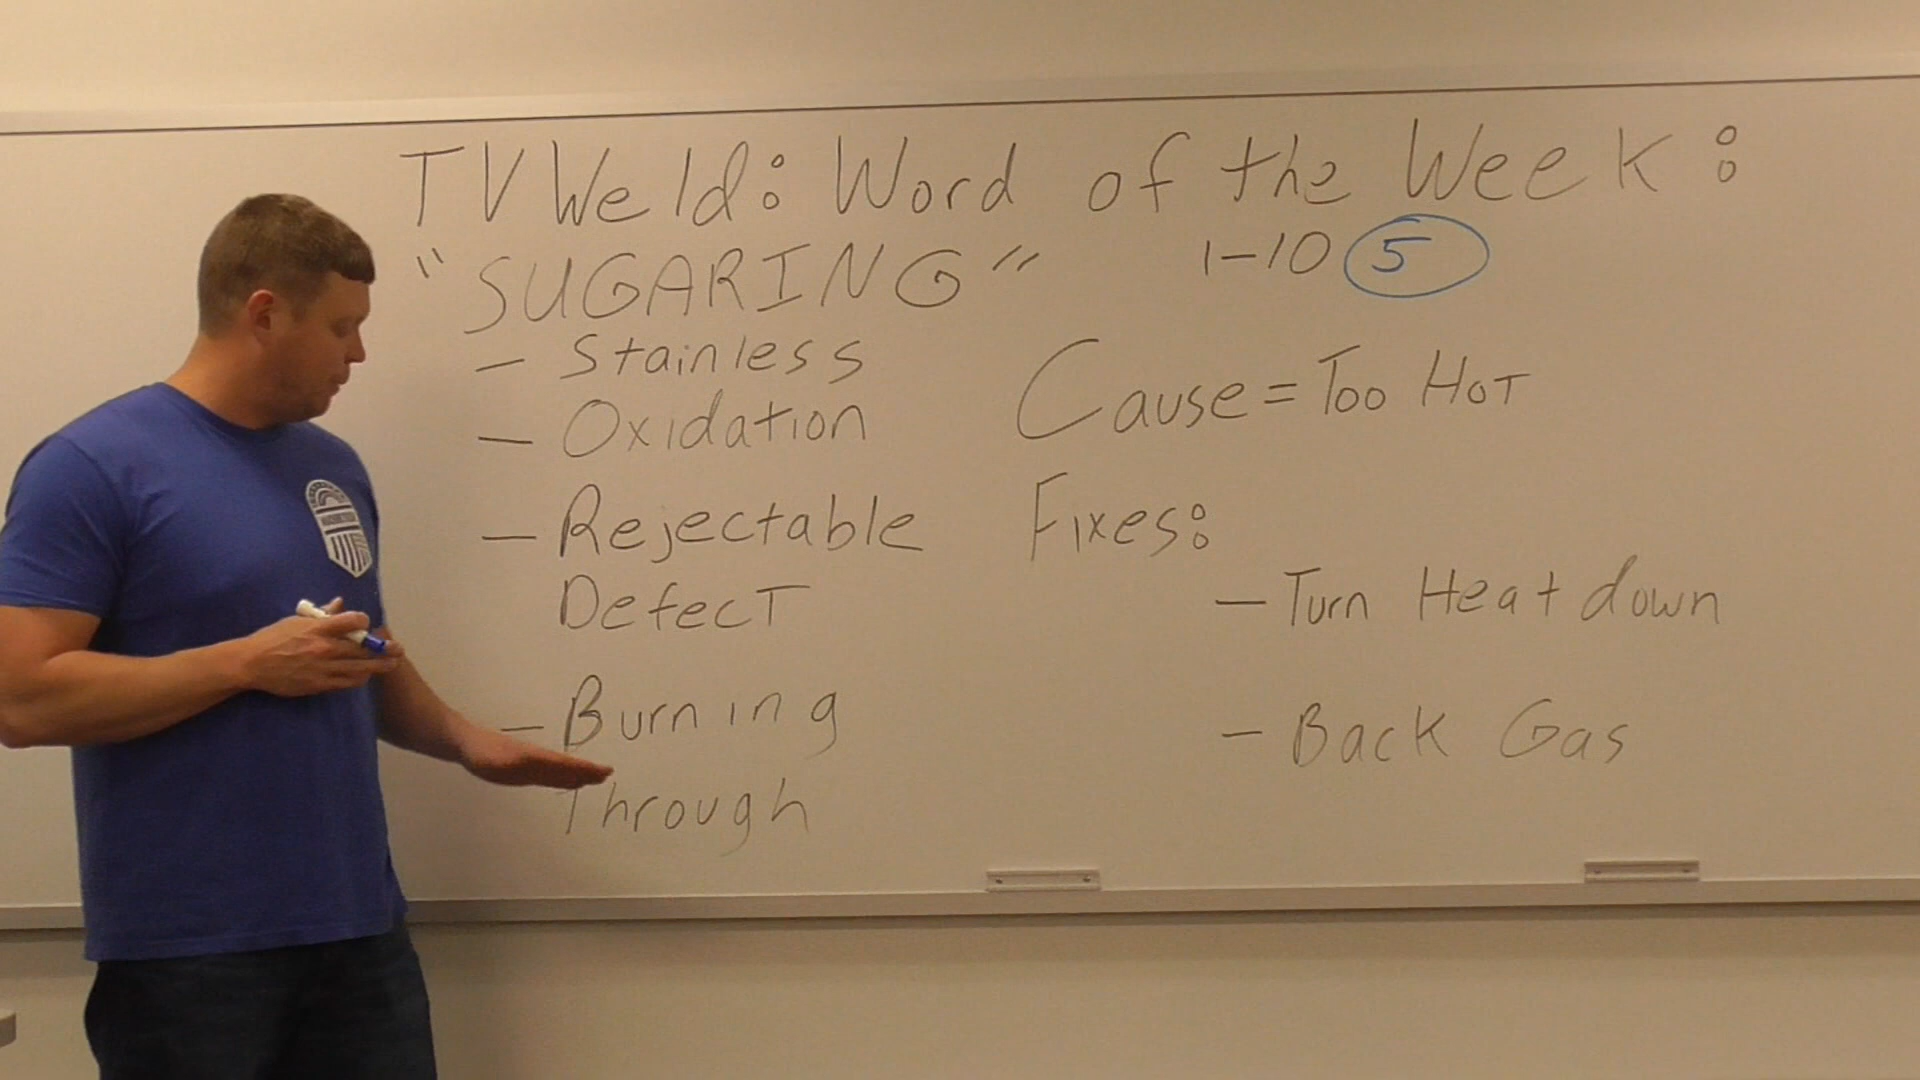 TV Weld: Word of the Week:
"SUGARING" 1-10 5
- Stainless
- Oxidation
- Rejectable
Defect
- Burning
Through
Cause = Too Hot
Fixes:
- Turn Heat down
- Back Gas